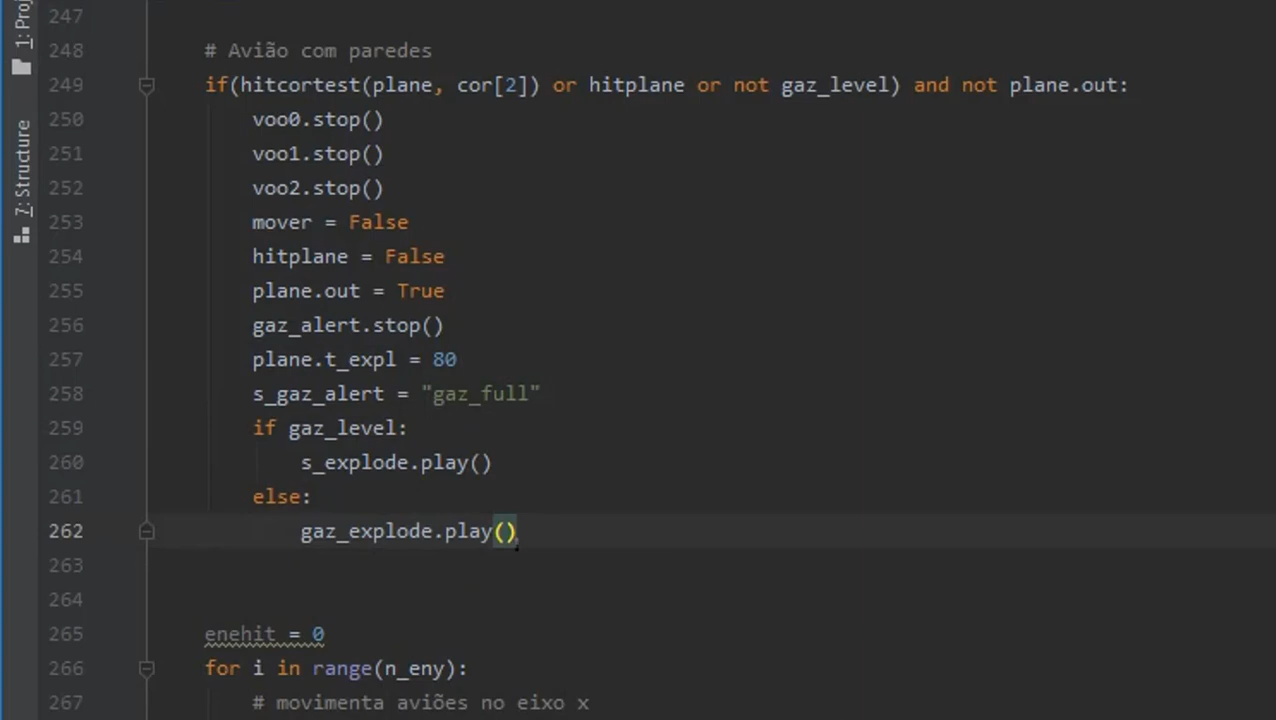 1: Proj
7: Structure
247
248 # Avião com paredes
249 if(hitcortest(plane, cor[2]) or hitplane or not gaz_level) and not plane.out:
250 voo0.stop()
251 voo1.stop()
252 voo2.stop()
253 mover = False
254 hitplane = False
255 plane.out = True
256 gaz_alert.stop()
257 plane.t_expl = 80
258 s_gaz_alert = "gaz_full"
259 if gaz_level:
260 s_explode.play()
261 else:
262 gaz_explode.play()
263
264
265 enehit = 0
266 for i in range(n_eny):
267 # movimenta aviões no eixo x